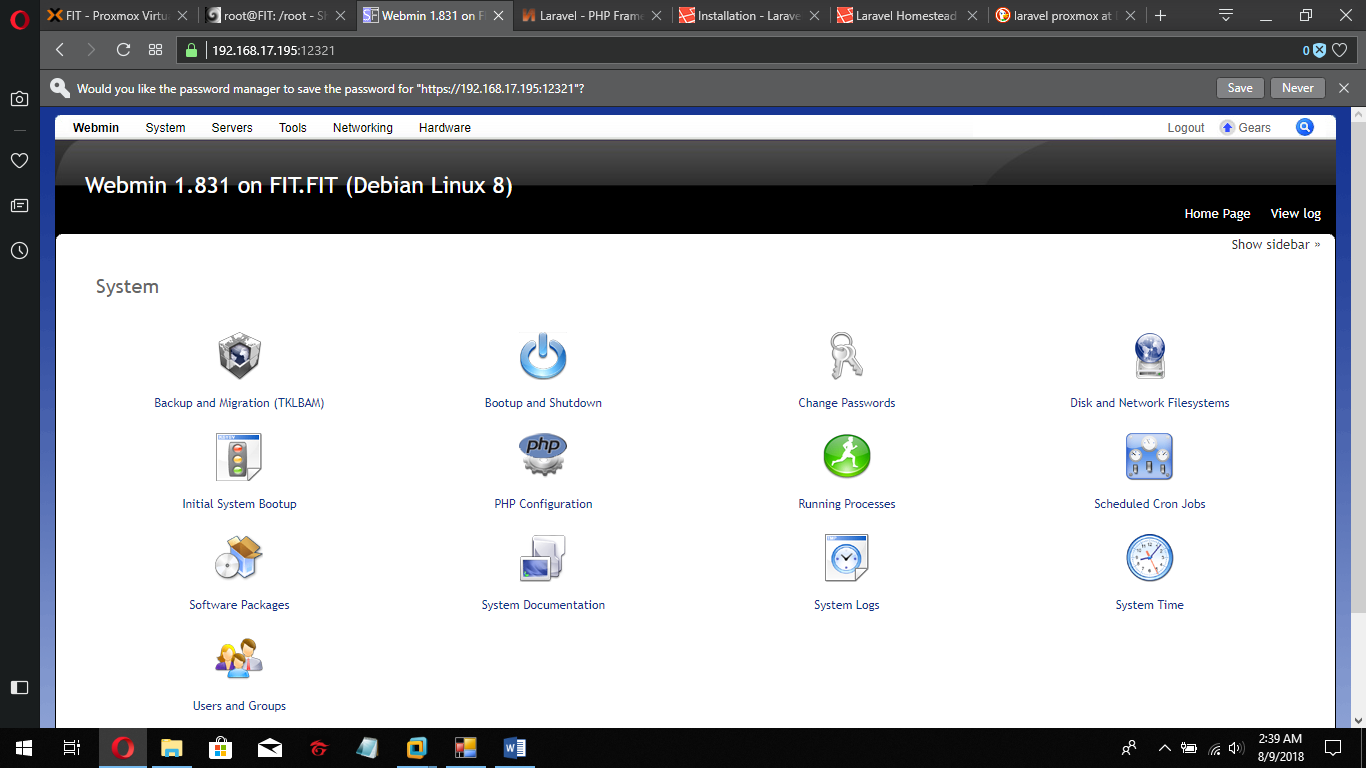 FIT - Proxmox Virtu
root@FIT: /root - S
Webmin 1.831 on F
Laravel - PHP Fram
Installation - Larave
Laravel Homestead
laravel proxmox at
192.168.17.195:12321
0
Would you like the password manager to save the password for "https://192.168.17.195:12321"?
Save
Never
Webmin
System
Servers
Tools
Networking
Hardware
Logout
Gears
Webmin 1.831 on FIT.FIT (Debian Linux 8)
Home Page
View log
Show sidebar »
System
Backup and Migration (TKLBAM)
Bootup and Shutdown
Change Passwords
Disk and Network Filesystems
php
Initial System Bootup
PHP Configuration
Running Processes
Scheduled Cron Jobs
Software Packages
System Documentation
System Logs
System Time
Users and Groups
2:39 AM
8/9/2018